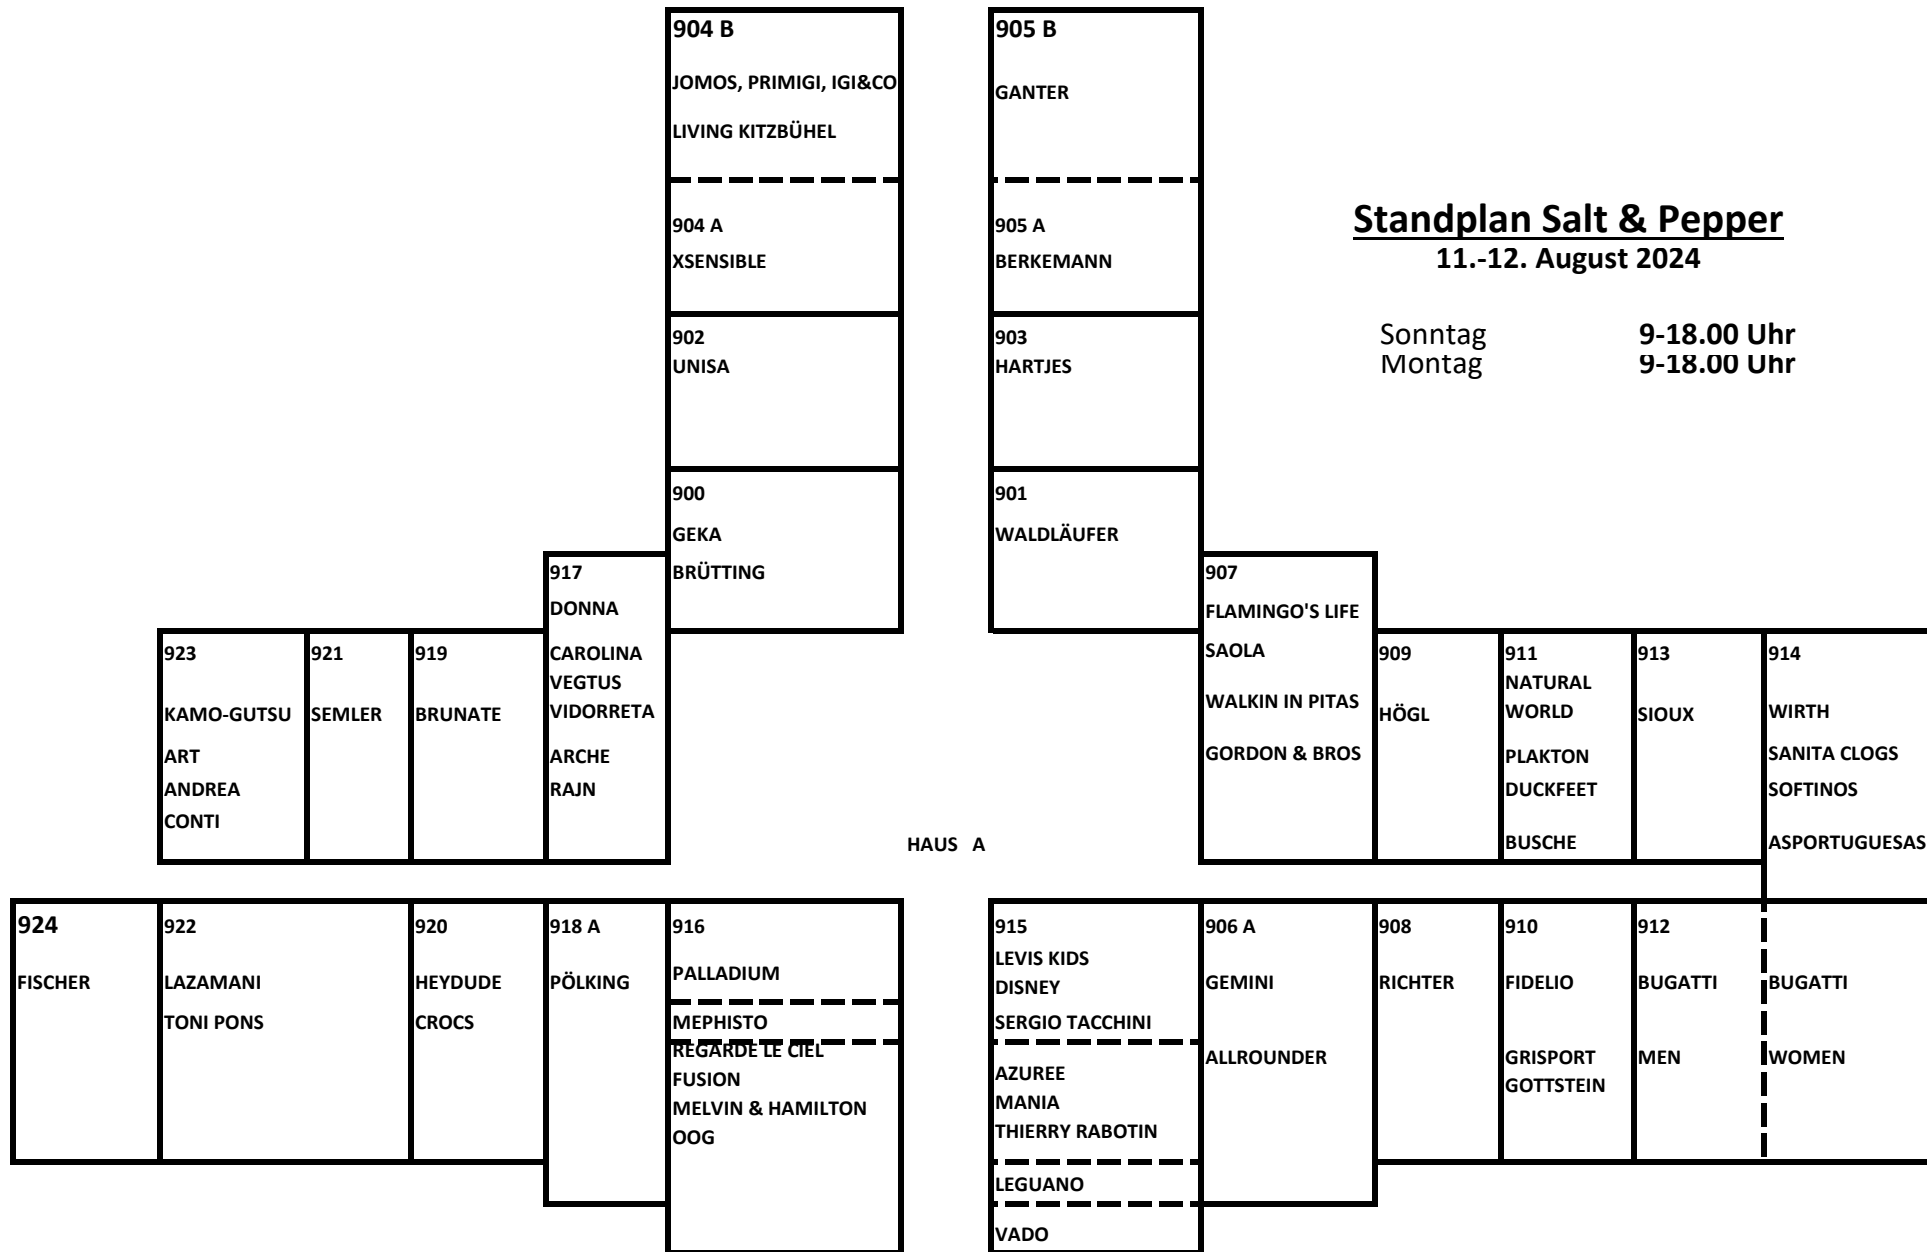 904 B
JOMOS, PRIMIGI, IGI&CO
LIVING KITZBÜHEL
904 A
XSENSIBLE
902
UNISA
900
GEKA
BRÜTTING
905 B
GANTER
905 A
BERKEMANN
903
HARTJES
901
WALDLÄUFER
Standplan Salt & Pepper
11.-12. August 2024
Sonntag 9-18.00 Uhr
Montag 9-18.00 Uhr
923
KAMO-GUTSU
ART
ANDREA
CONTI
921
SEMLER
919
BRUNATE
917
DONNA
CAROLINA
VEGTUS
VIDORRETA
ARCHE
RAJN
907
FLAMINGO'S LIFE
SAOLA
WALKIN IN PITAS
GORDON & BROS
909
HÖGL
911
NATURAL
WORLD
PLAKTON
DUCKFEET
BUSCHE
913
SIOUX
914
WIRTH
SANITA CLOGS
SOFTINOS
ASPORTUGUESAS
HAUS A
924
FISCHER
922
LAZAMANI
TONI PONS
920
HEYDUDE
CROCS
918 A
PÖLKING
916
PALLADIUM
MEPHISTO
REGARDE LE CIEL
FUSION
MELVIN & HAMILTON
OOG
915
LEVIS KIDS
DISNEY
SERGIO TACCHINI
AZUREE
MANIA
THIERRY RABOTIN
LEGUANO
VADO
906 A
GEMINI
ALLROUNDER
908
RICHTER
910
FIDELIO
GRISPORT
GOTTSTEIN
912
BUGATTI
MEN
BUGATTI
WOMEN